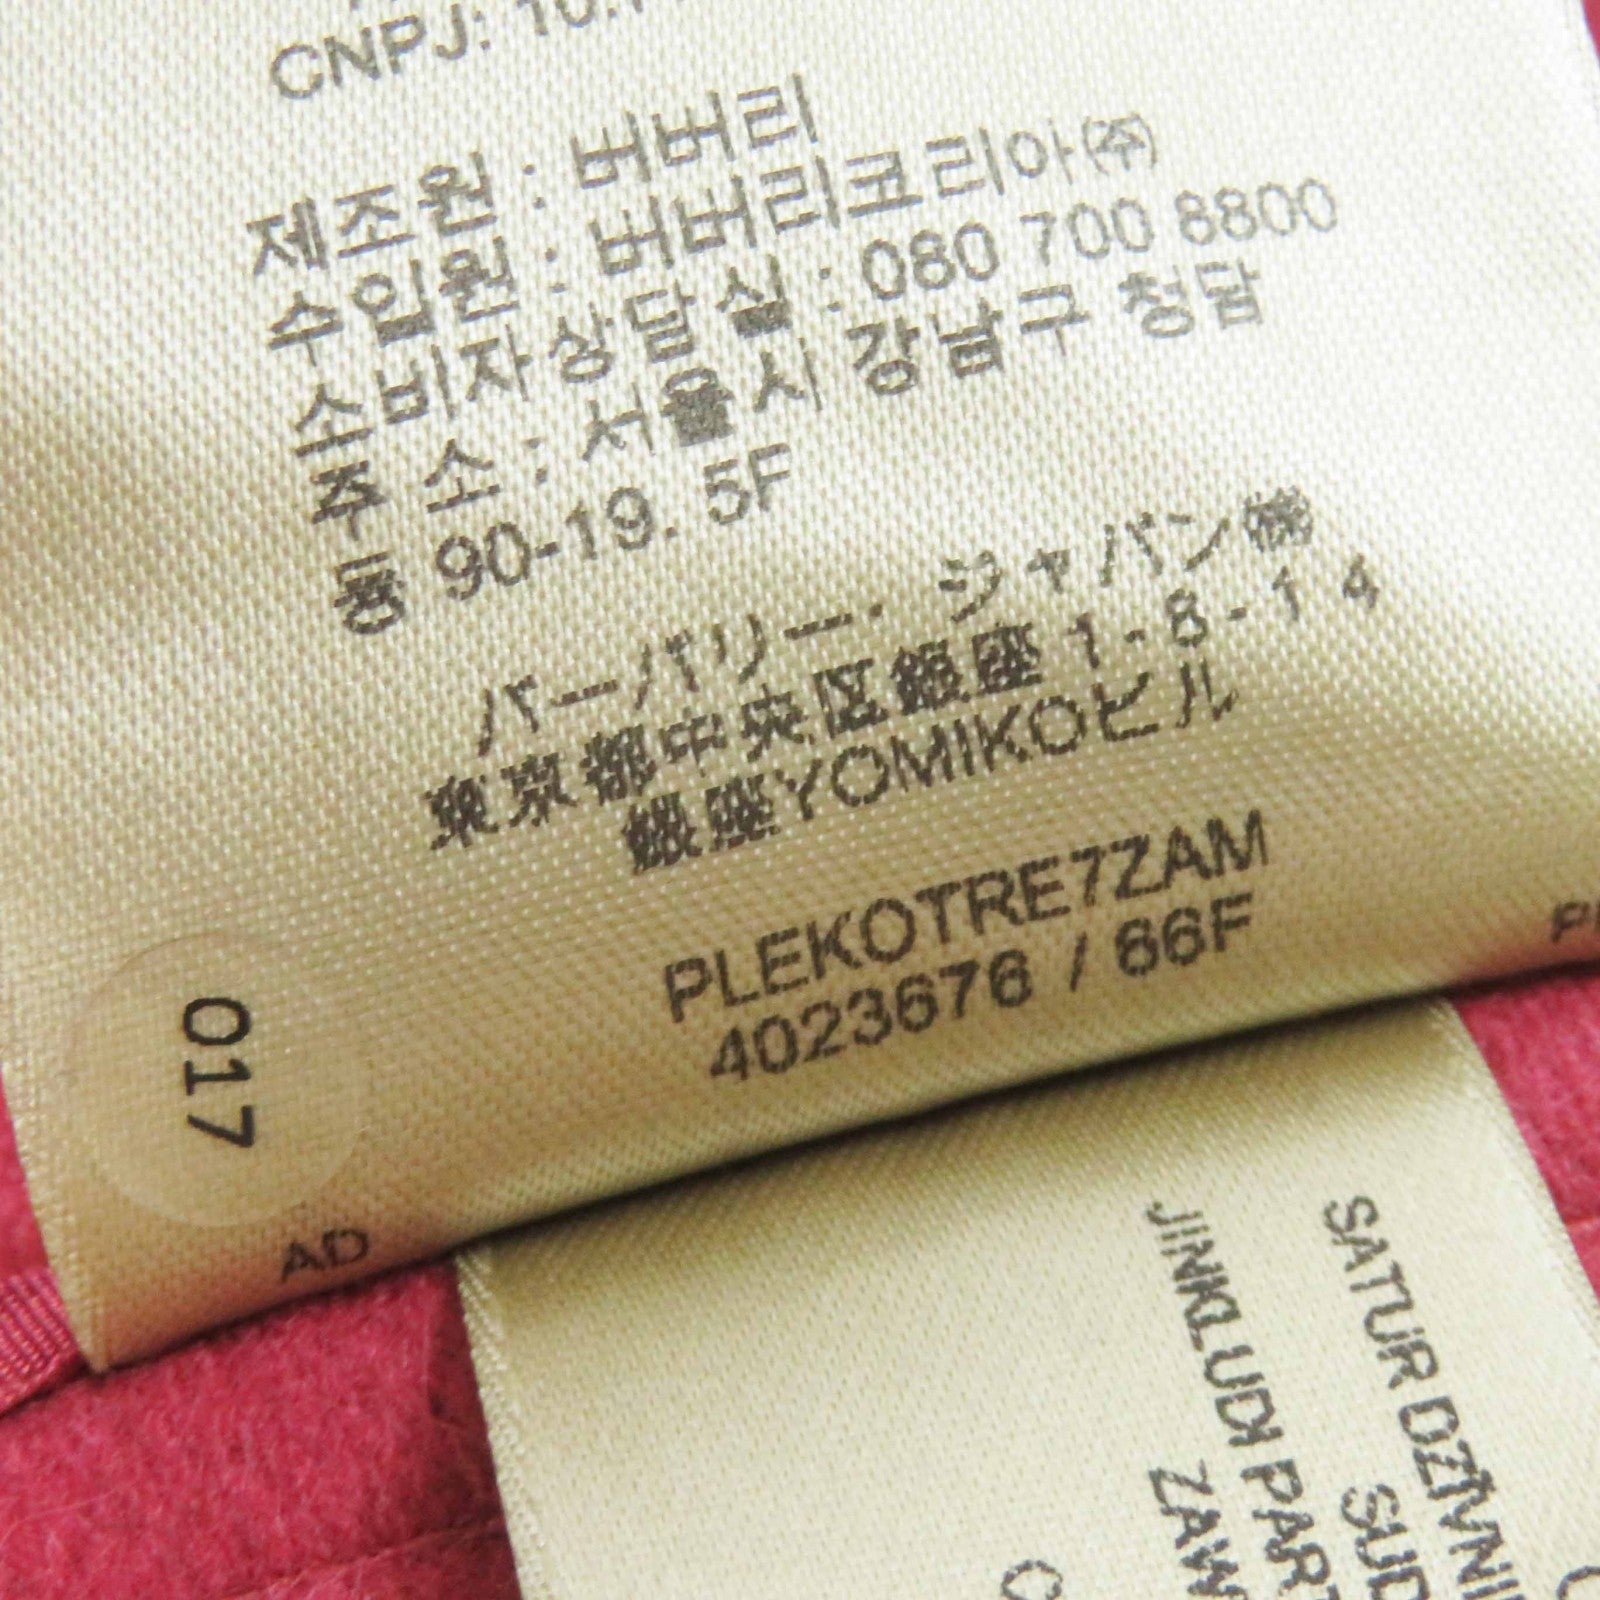 CNPJ: 10.
제조원 : 버버리
수입원 : 버버리코리아㈜
소비자상담실 : 080 700 8800
주 소 : 서울시 강남구 청담
동 90-19. 5F
バーバリー・ジャパン㈱
東京都中央区銀座1-8-14
銀座YOMIKOビル
PLEKOTRE7ZAM
4023676 / 66F
017
AD
SATUR DZĪVNI
JINKLUDI PART
SUD
ZAW